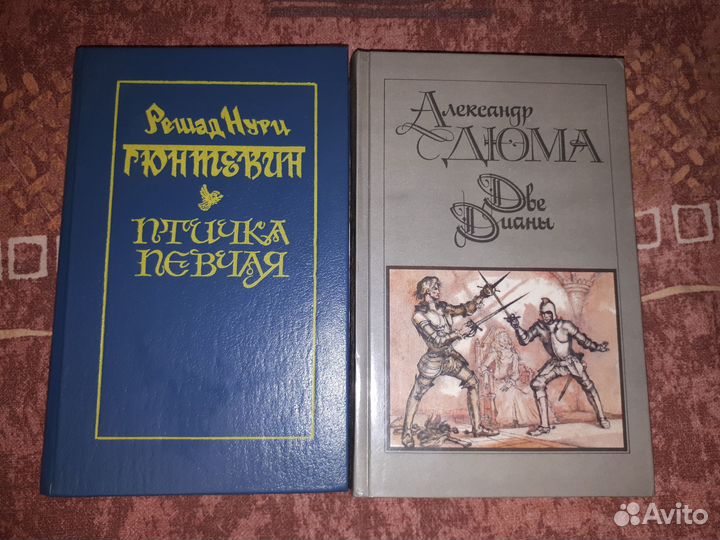 Решад Нури
ГЮНТЕКИН
ПТИЧКА
ПЕВЧАЯ
Александр
ДЮМА
Две
Дианы
Avito